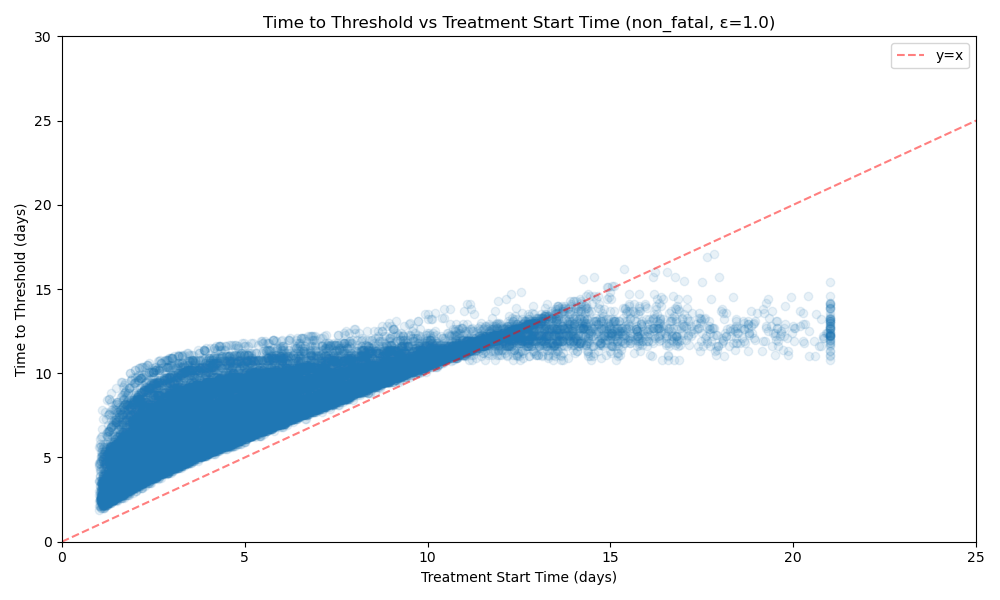 Time to Threshold vs Treatment Start Time (non_fatal, ε=1.0)
y=x
Time to Threshold (days)
30
25
20
15
10
5
0
0 5 10 15 20 25
Treatment Start Time (days)